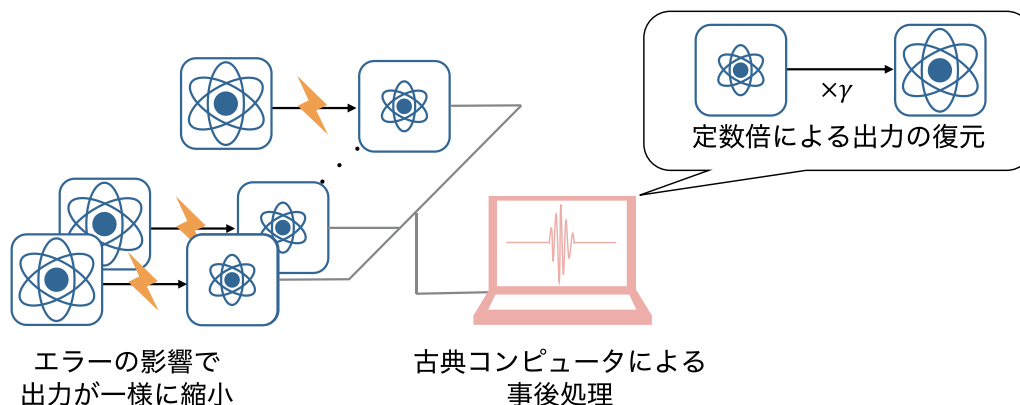 ×γ
定数倍による出力の復元
エラーの影響で
出力が一様に縮小
古典コンピュータによる
事後処理